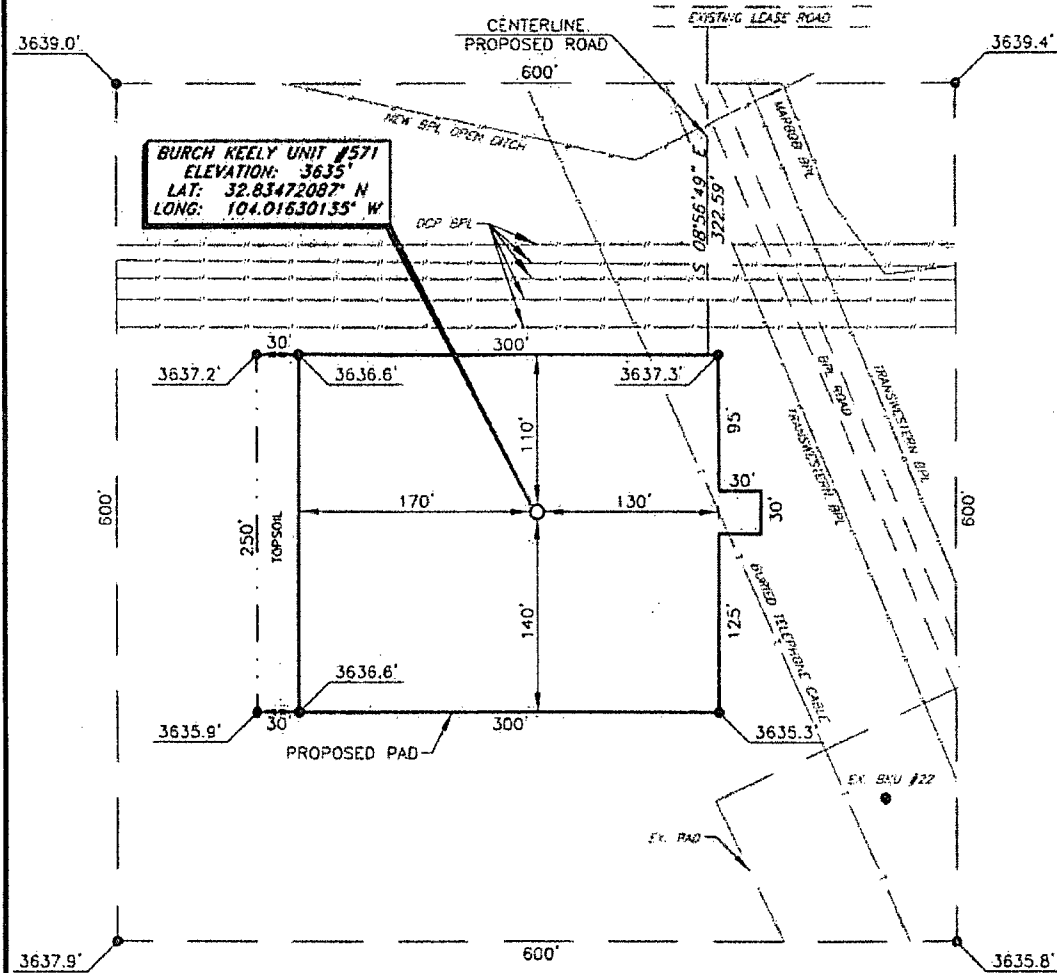 EXISTING LEASE ROAD
CENTERLINE
PROPOSED ROAD
3639.0'
3639.4'
600'
NEW BPL OPEN DITCH
MARBOB BPL
BURCH KEELY UNIT #571
ELEVATION: 3635'
LAT: 32.83472087° N
LONG: 104.01630135° W
S 08°58'49" E
322.59'
DCP BPL
30'
300'
3637.2'
3636.6'
3637.3'
TRANSWESTERN BPL
BPL ROAD
TRANSWESTERN BPL
110'
95'
30'
30'
600'
250'
TOPSOIL
170'
130'
600'
140'
125'
BURIED TELEPHONE CABLE
3636.6'
30'
300'
3635.9'
3635.3'
PROPOSED PAD
EX. BKU #22
EX. PAD
3637.9'
600'
3635.8'